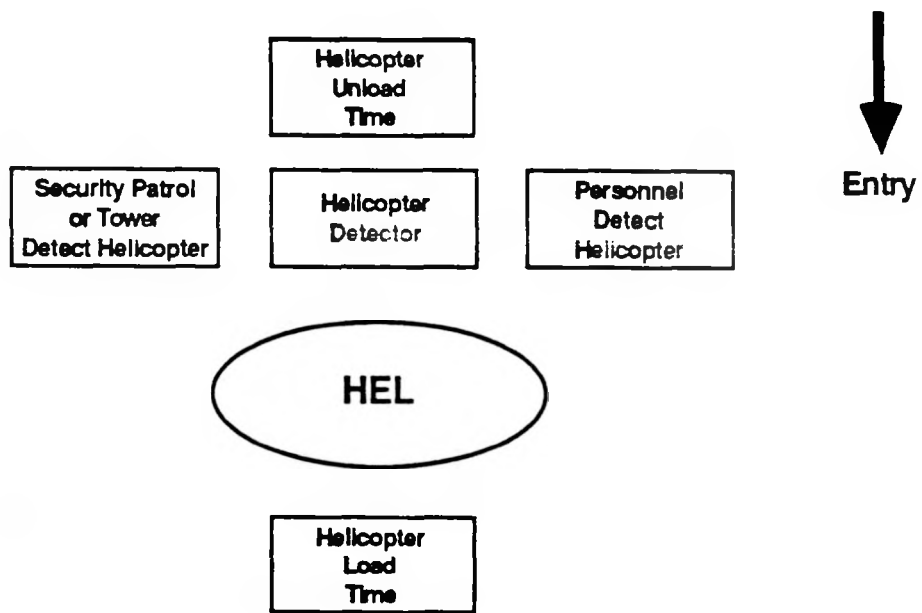 Helicopter
Unload
Time
Entry
Security Patrol
or Tower
Detect Helicopter
Helicopter
Detector
Personnel
Detect
Helicopter
HEL
Helicopter
Load
Time